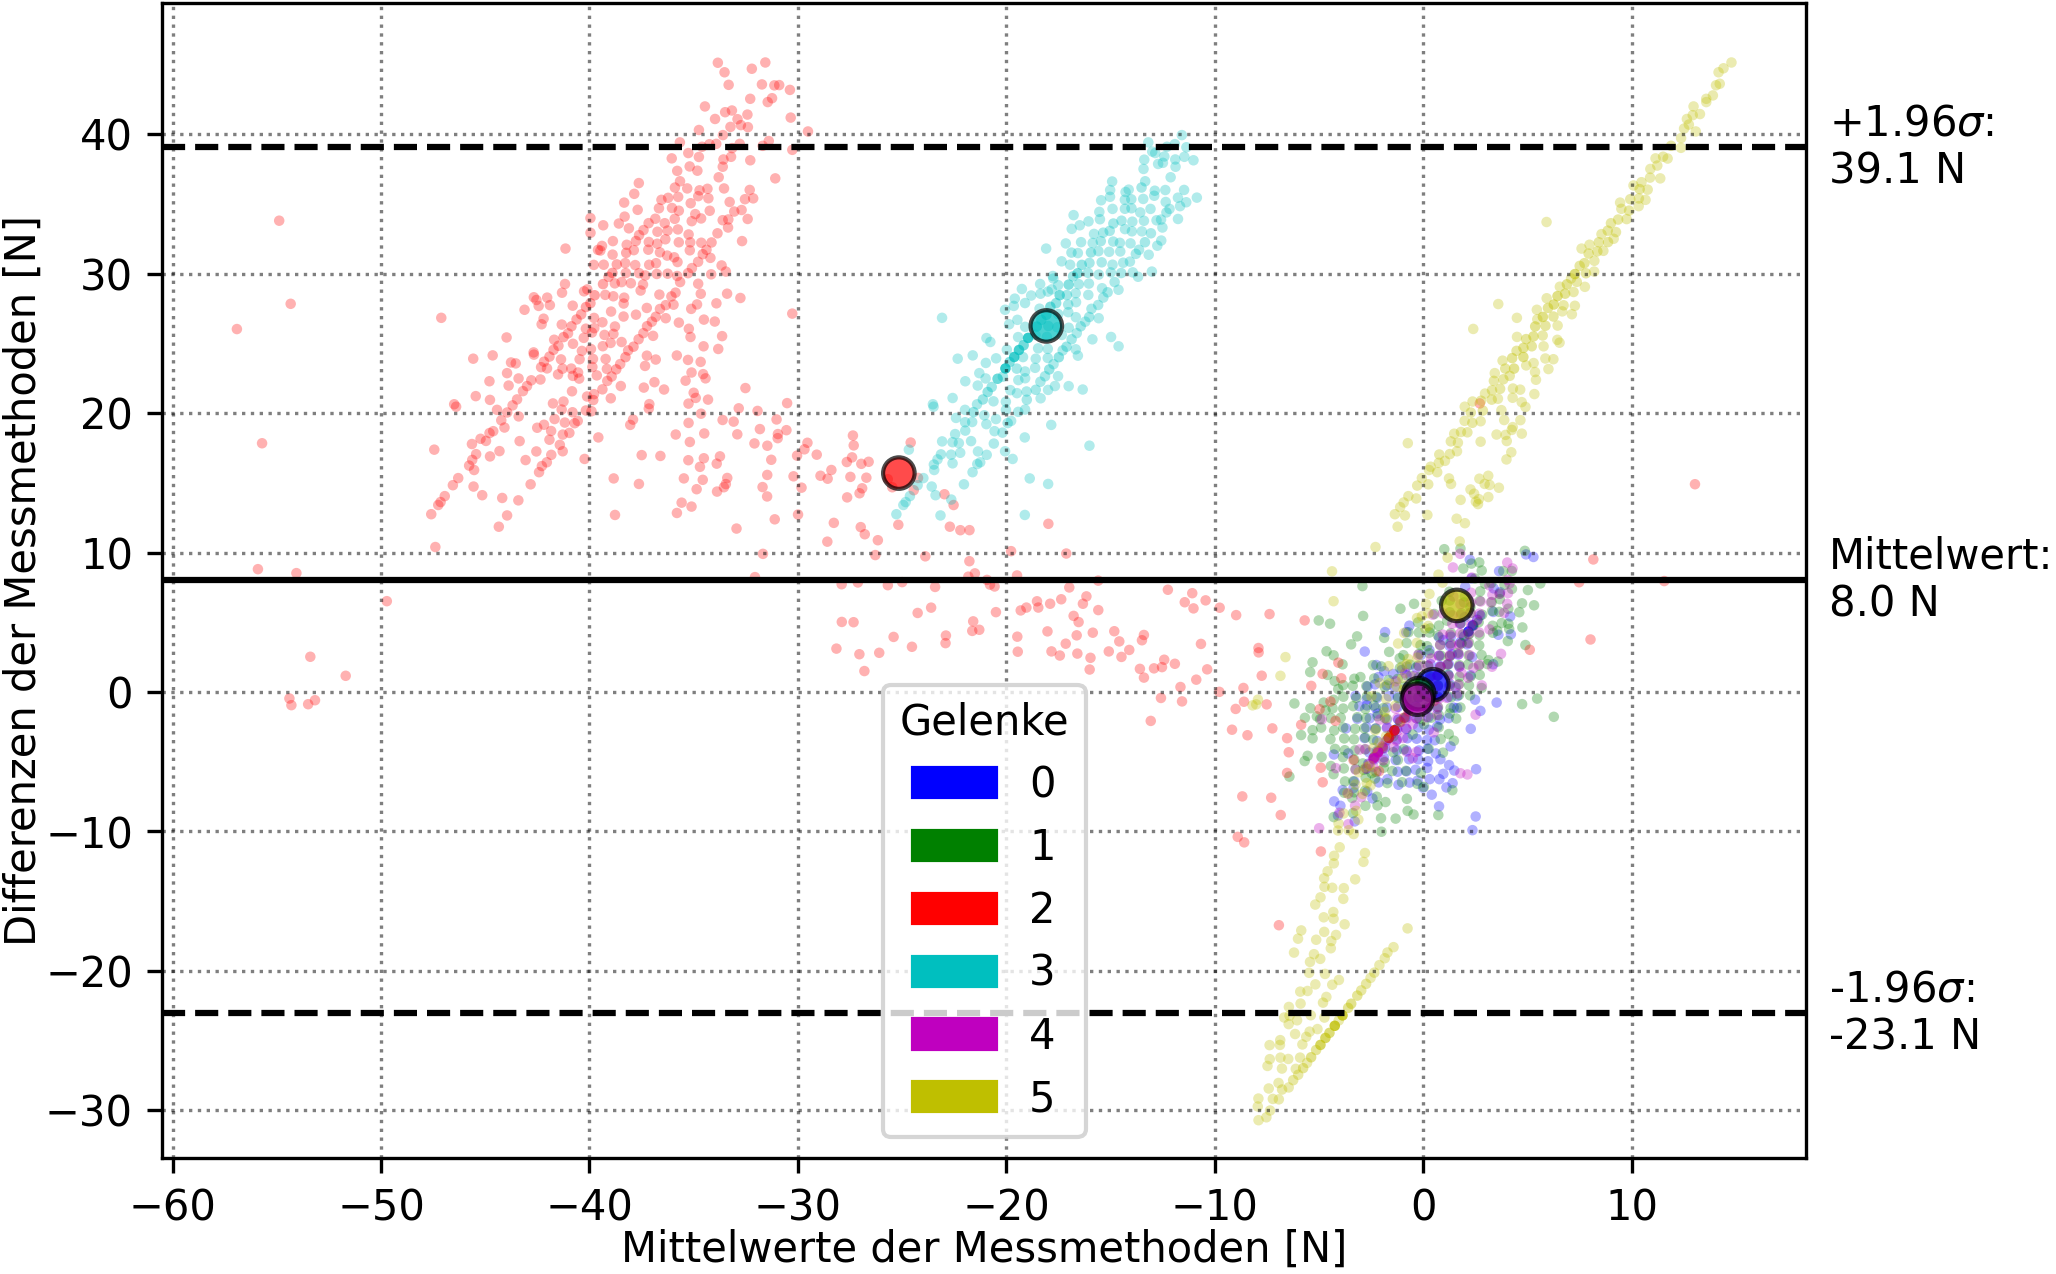 Differenzen der Messmethoden [N]
40
30
20
10
0
−10
−20
−30
+1.96σ:
39.1 N
Mittelwert:
8.0 N
-1.96σ:
-23.1 N
Gelenke
0
1
2
3
4
5
−60 −50 −40 −30 −20 −10 0 10
Mittelwerte der Messmethoden [N]